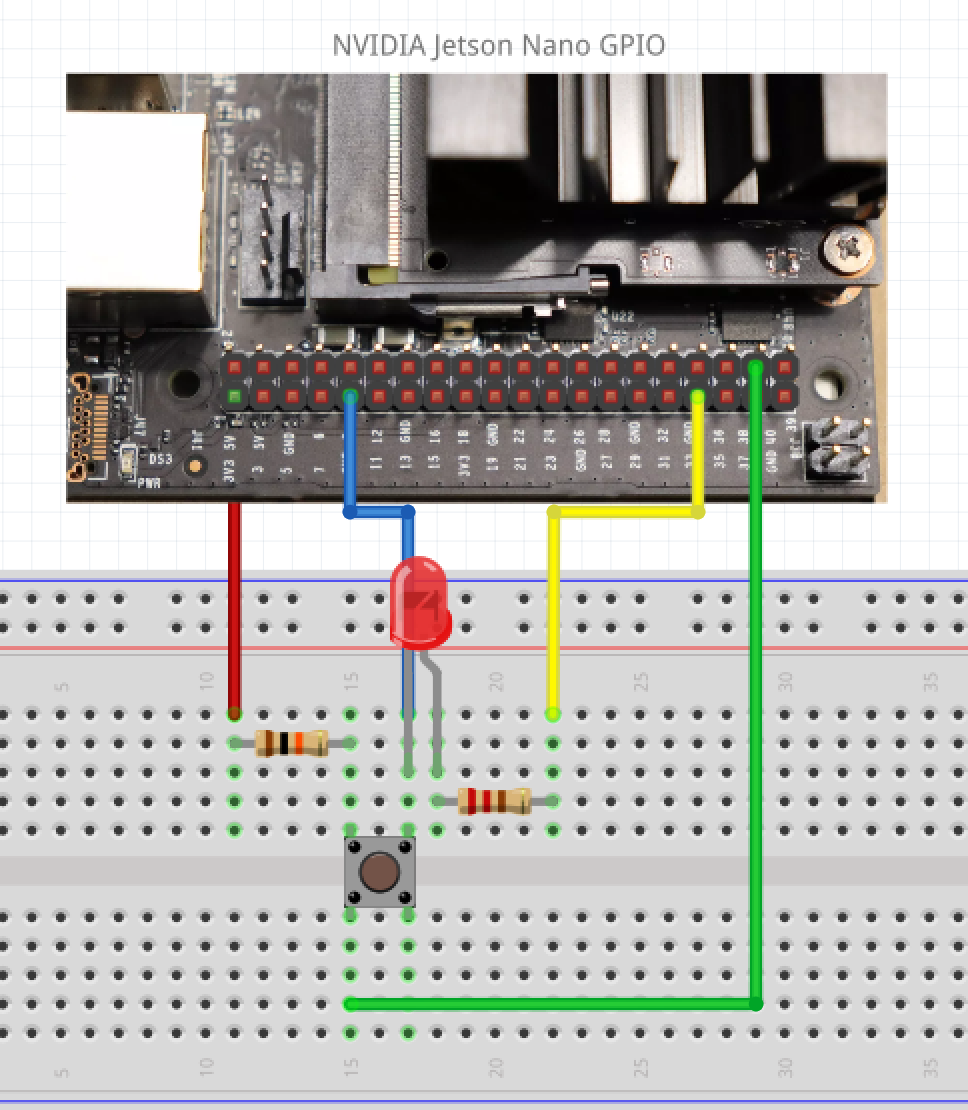 NVIDIA Jetson Nano GPIO
5V 5V GND 8 12 GND 16 18 GND 22 24 GND 26 28 GND 32 GND 36 38 40
3V3 3 5 7 11 13 15 3V3 19 21 23 27 29 31 33 35 37 GND
DS3
PWR
5 10 15 20 25 30 35
5 10 15 20 25 30 35